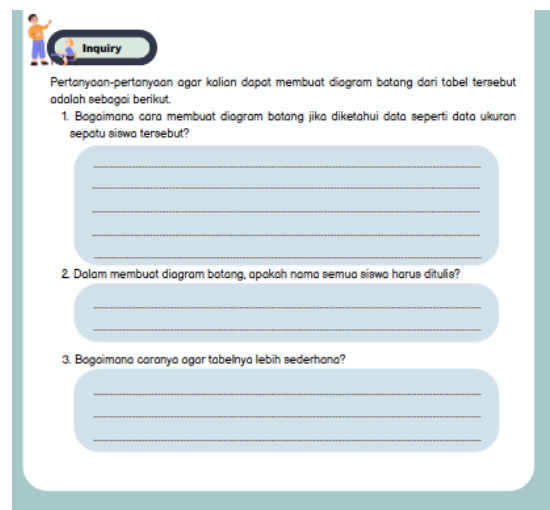 Inquiry
Pertanyaan-pertanyaan agar kalian dapat membuat diagram batang dari tabel tersebut
adalah sebagai berikut.
1. Bagaimana cara membuat diagram batang jika diketahui data seperti data ukuran
sepatu siswa tersebut?
2. Dalam membuat diagram batang, apakah nama semua siswa harus ditulis?
3. Bagaimana caranya agar tabelnya lebih sederhana?